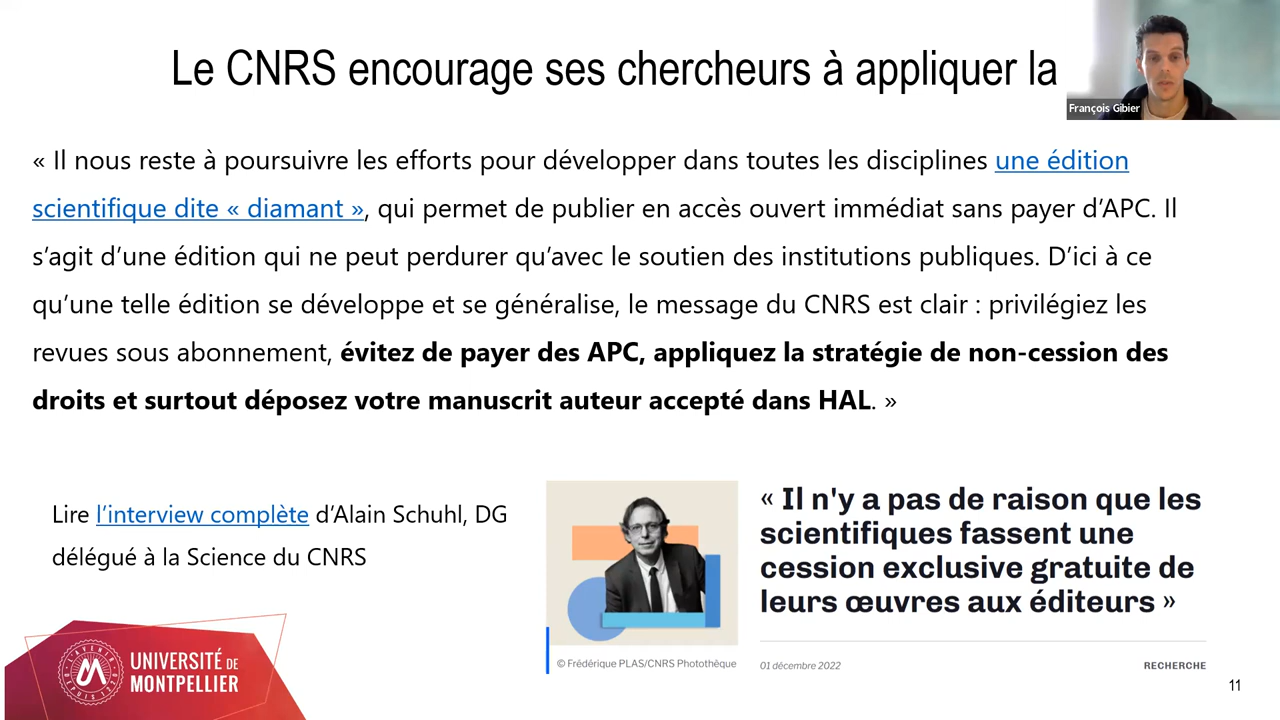 Le CNRS encourage ses chercheurs à appliquer la
François Gibier
« Il nous reste à poursuivre les efforts pour développer dans toutes les disciplines une édition
scientifique dite « diamant », qui permet de publier en accès ouvert immédiat sans payer d’APC. Il
s’agit d’une édition qui ne peut perdurer qu’avec le soutien des institutions publiques. D’ici à ce
qu’une telle édition se développe et se généralise, le message du CNRS est clair : privilégiez les
revues sous abonnement, évitez de payer des APC, appliquez la stratégie de non-cession des
droits et surtout déposez votre manuscrit auteur accepté dans HAL. »
Lire l’interview complète d’Alain Schuhl, DG
délégué à la Science du CNRS
« Il n'y a pas de raison que les
scientifiques fassent une
cession exclusive gratuite de
leurs œuvres aux éditeurs »
© Frédérique PLAS/CNRS Photothèque
01 décembre 2022
RECHERCHE
UNIVERSITÉ DE
MONTPELLIER
11